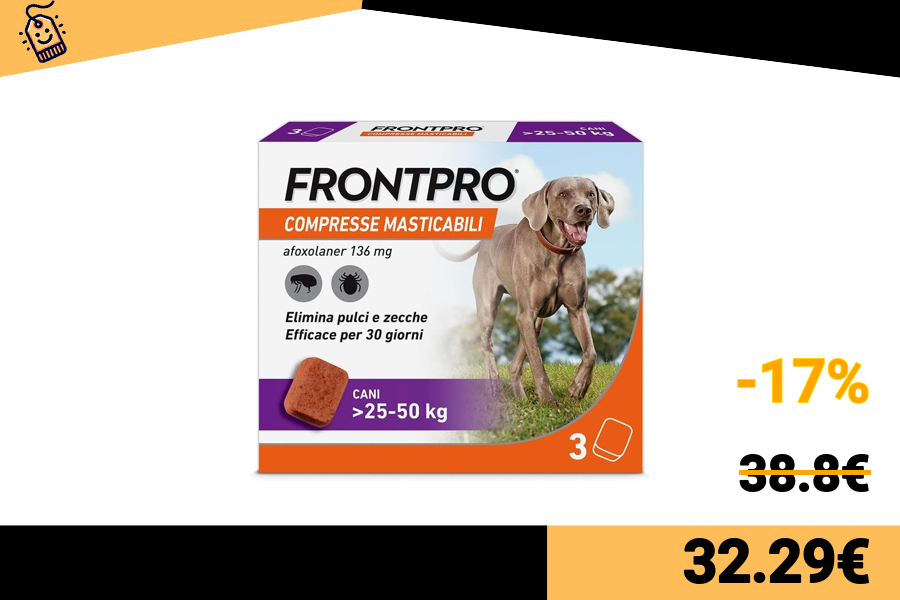 3 FRONTPRO CANI
COMPRESSE MASTICABILI >25-50 kg
FRONTPRO®
COMPRESSE MASTICABILI
afoxolaner 136 mg
Elimina pulci e zecche
Efficace per 30 giorni
CANI
>25-50 kg
3
-17%
38.8€
32.29€